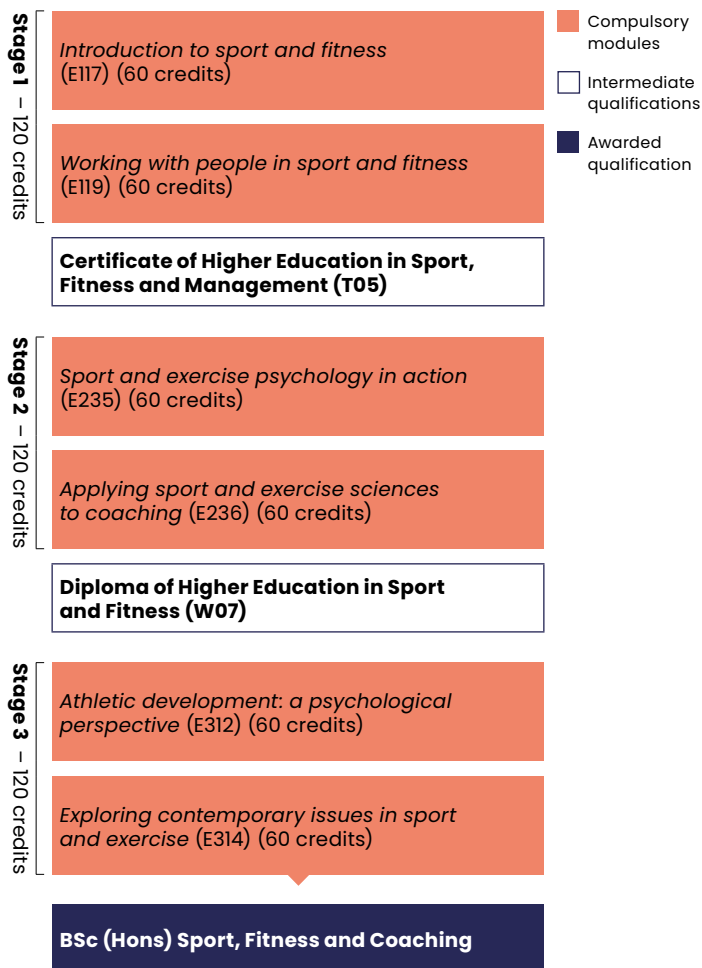 Stage 1 – 120 credits
Introduction to sport and fitness
(E117) (60 credits)
Working with people in sport and fitness
(E119) (60 credits)
Certificate of Higher Education in Sport,
Fitness and Management (T05)
Stage 2 – 120 credits
Sport and exercise psychology in action
(E235) (60 credits)
Applying sport and exercise sciences
to coaching (E236) (60 credits)
Diploma of Higher Education in Sport
and Fitness (W07)
Stage 3 – 120 credits
Athletic development: a psychological
perspective (E312) (60 credits)
Exploring contemporary issues in sport
and exercise (E314) (60 credits)
BSc (Hons) Sport, Fitness and Coaching
Compulsory
modules
Intermediate
qualifications
Awarded
qualification